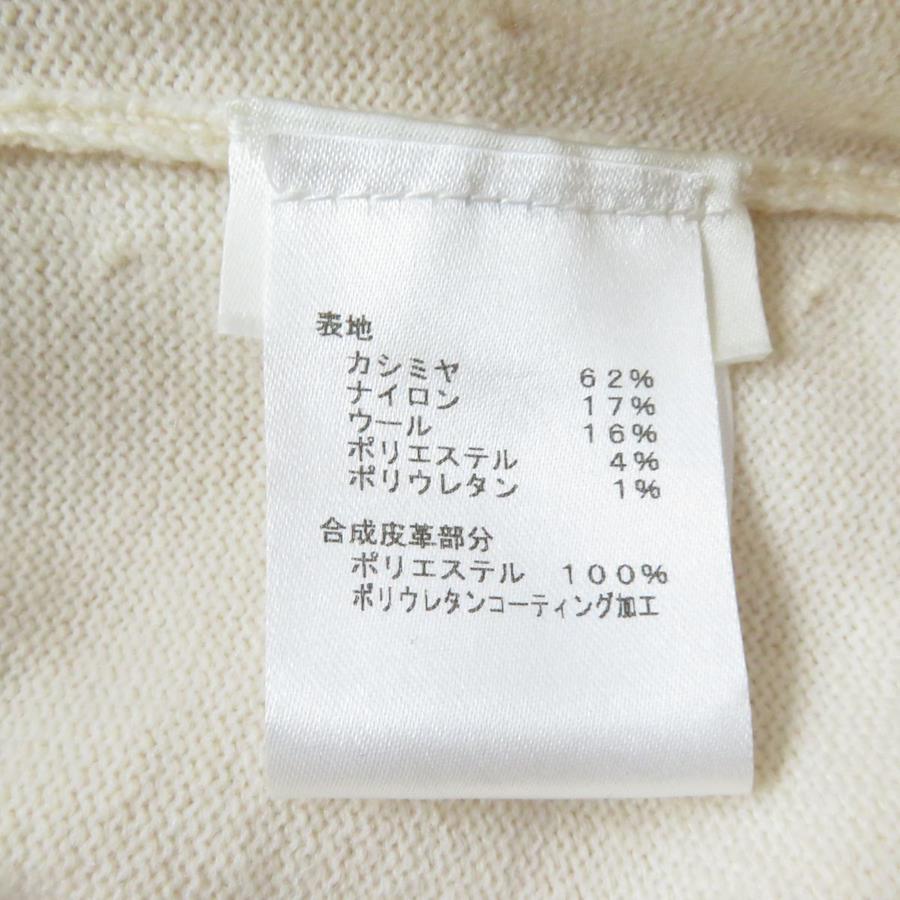 表地
カシミヤ 62%
ナイロン 17%
ウール 16%
ポリエステル 4%
ポリウレタン 1%
合成皮革部分
ポリエステル 100%
ポリウレタンコーティング加工